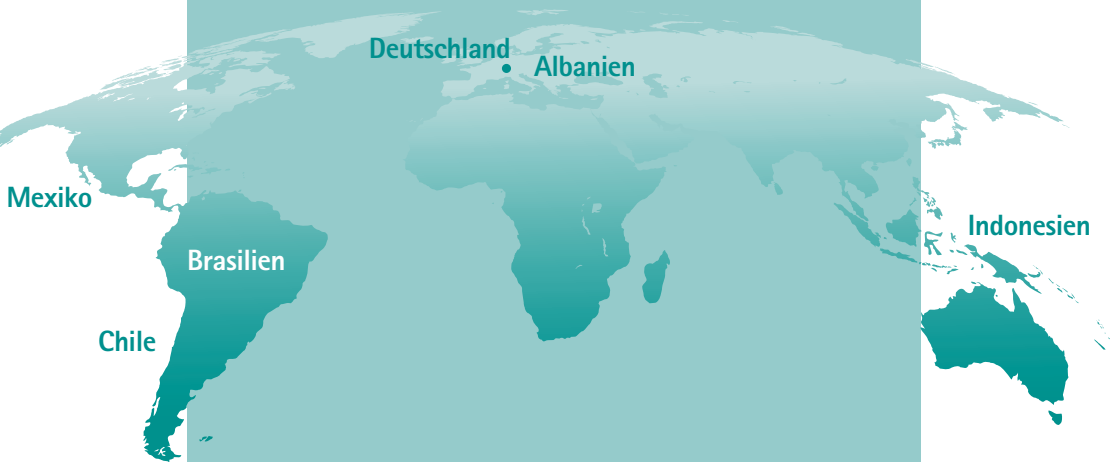 Deutschland
Albanien
Mexiko
Indonesien
Brasilien
Chile